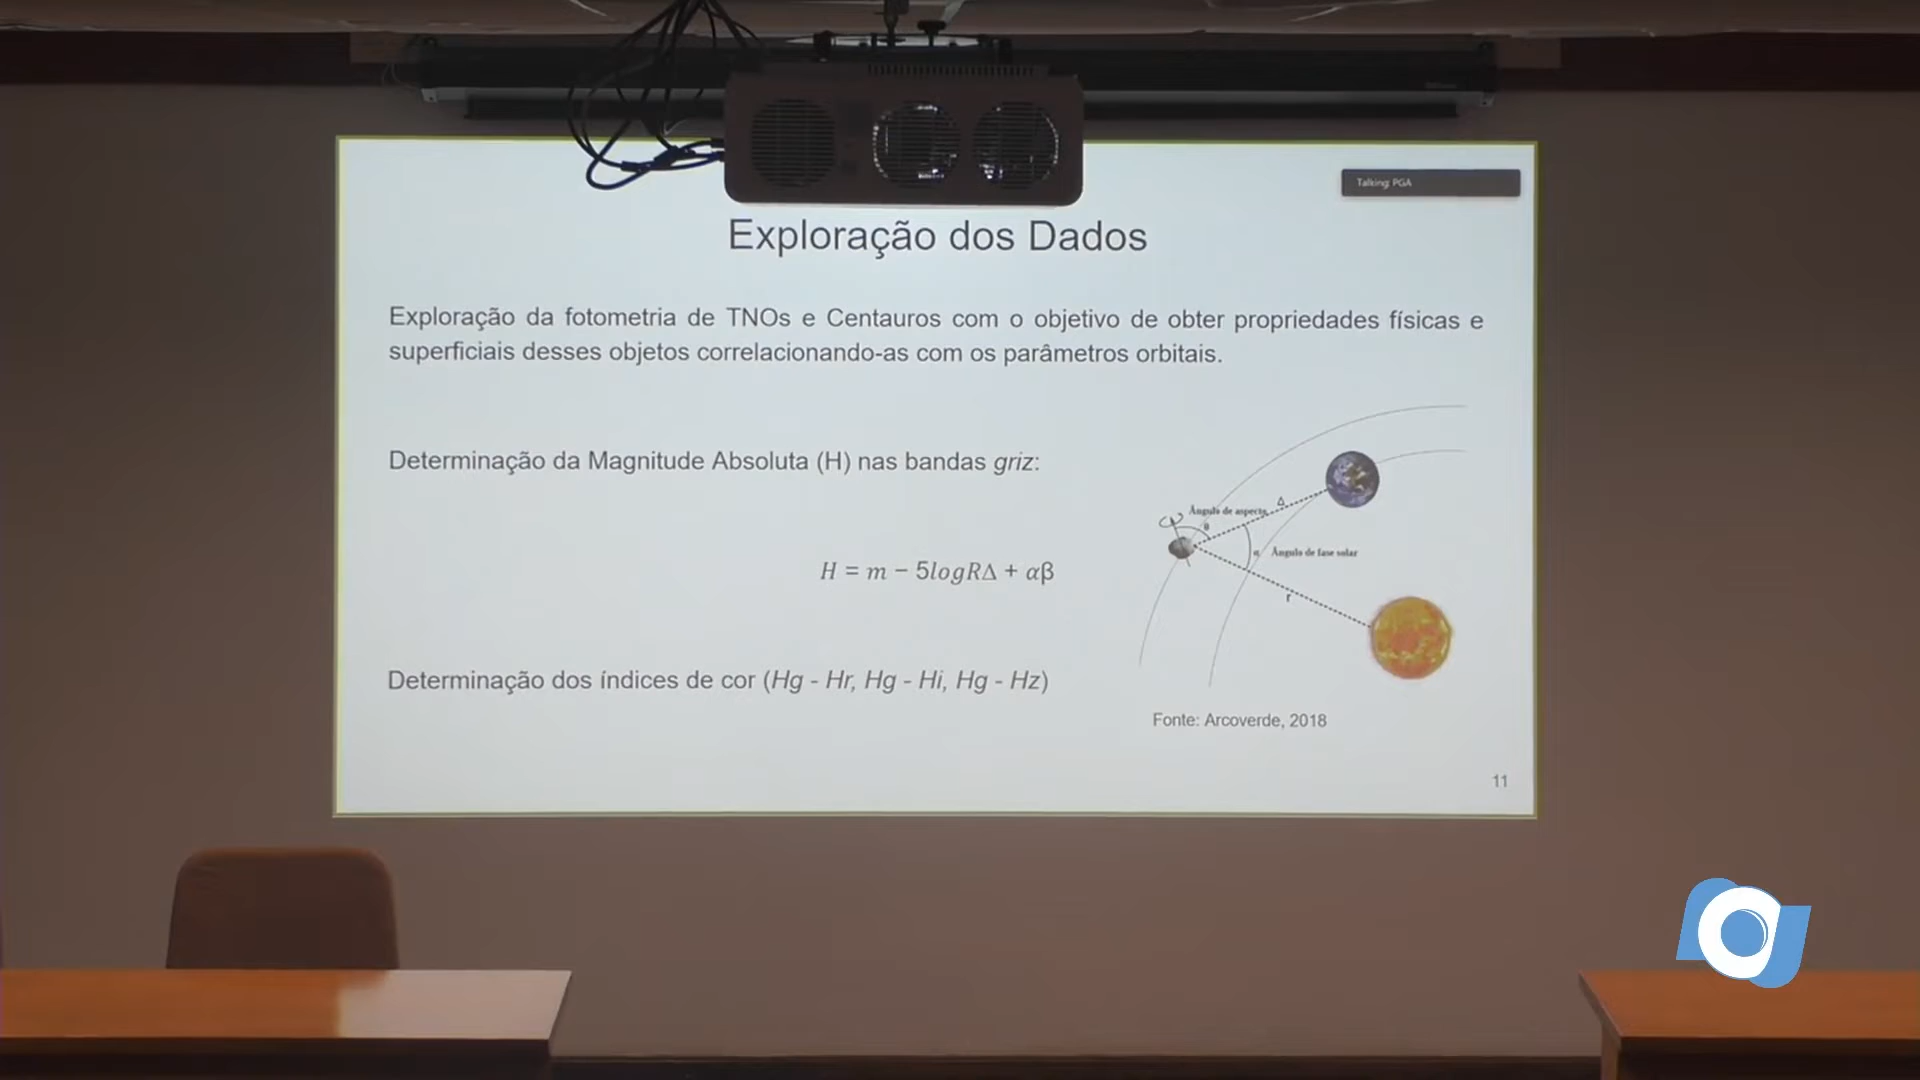 Talking: PGA
Exploração dos Dados
Exploração da fotometria de TNOs e Centauros com o objetivo de obter propriedades físicas e
superficiais desses objetos correlacionando-as com os parâmetros orbitais.
Determinação da Magnitude Absoluta (H) nas bandas griz:
Δ
Ângulo de aspecto
θ
α Ângulo de fase solar
H = m − 5logRΔ + αβ
r
Determinação dos índices de cor (Hg - Hr, Hg - Hi, Hg - Hz)
Fonte: Arcoverde, 2018
11